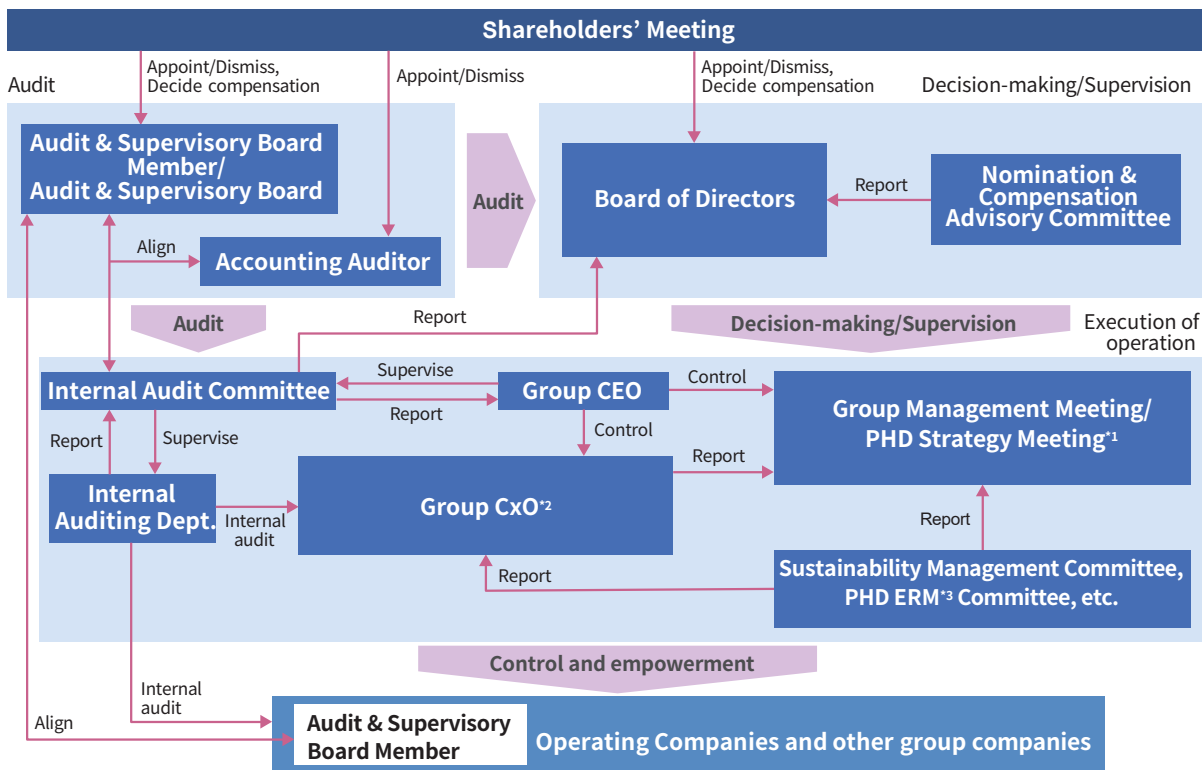 Shareholders' Meeting
Audit
Appoint/Dismiss,
Decide compensation
Appoint/Dismiss
Appoint/Dismiss,
Decide compensation
Decision-making/Supervision
Audit & Supervisory Board
Member/
Audit & Supervisory Board
Align
Accounting Auditor
Audit
Board of Directors
Report
Nomination &
Compensation
Advisory Committee
Audit
Report
Decision-making/Supervision
Execution of
operation
Internal Audit Committee
Supervise
Report
Group CEO
Control
Control
Group Management Meeting/
PHD Strategy Meeting*1
Report
Supervise
Internal
Auditing Dept.
Internal
audit
Group CxO*2
Report
Report
Report
Sustainability Management Committee,
PHD ERM*3 Committee, etc.
Control and empowerment
Internal
audit
Align
Audit & Supervisory
Board Member
Operating Companies and other group companies